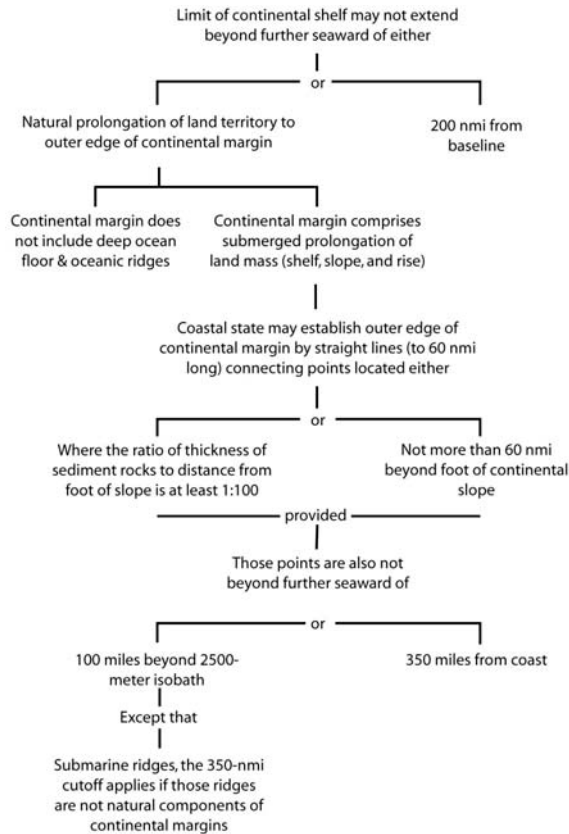 Limit of continental shelf may not extend
beyond further seaward of either
or
Natural prolongation of land territory to
outer edge of continental margin
200 nmi from
baseline
Continental margin does
not include deep ocean
floor & oceanic ridges
Continental margin comprises
submerged prolongation of
land mass (shelf, slope, and rise)
Coastal state may establish outer edge of
continental margin by straight lines (to 60 nmi
long) connecting points located either
or
Where the ratio of thickness of
sediment rocks to distance from
foot of slope is at least 1:100
Not more than 60 nmi
beyond foot of continental
slope
provided
Those points are also not
beyond further seaward of
or
100 miles beyond 2500-
meter isobath
350 miles from coast
Except that
Submarine ridges, the 350-nmi
cutoff applies if those ridges
are not natural components of
continental margins